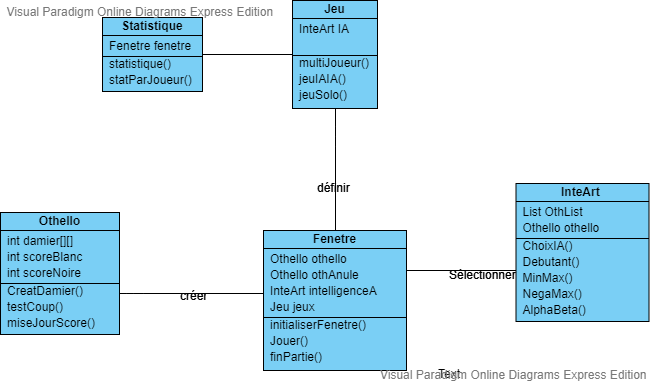 Visual Paradigm Online Diagrams Express Edition
Statistique
Fenetre fenetre
statistique()
statParJoueur()
Jeu
InteArt IA
multiJoueur()
jeuIAIA()
jeuSolo()
définir
InteArt
List OthList
Othello othello
ChoixIA()
Debutant()
MinMax()
NegaMax()
AlphaBeta()
Othello
int damier[][]
int scoreBlanc
int scoreNoire
CreatDamier()
testCoup()
miseJourScore()
créer
Fenetre
Othello othello
Othello othAnule
InteArt intelligenceA
Jeu jeux
initialiserFenetre()
Jouer()
finPartie()
Sélectionner
Text
Visual Paradigm Online Diagrams Express Edition